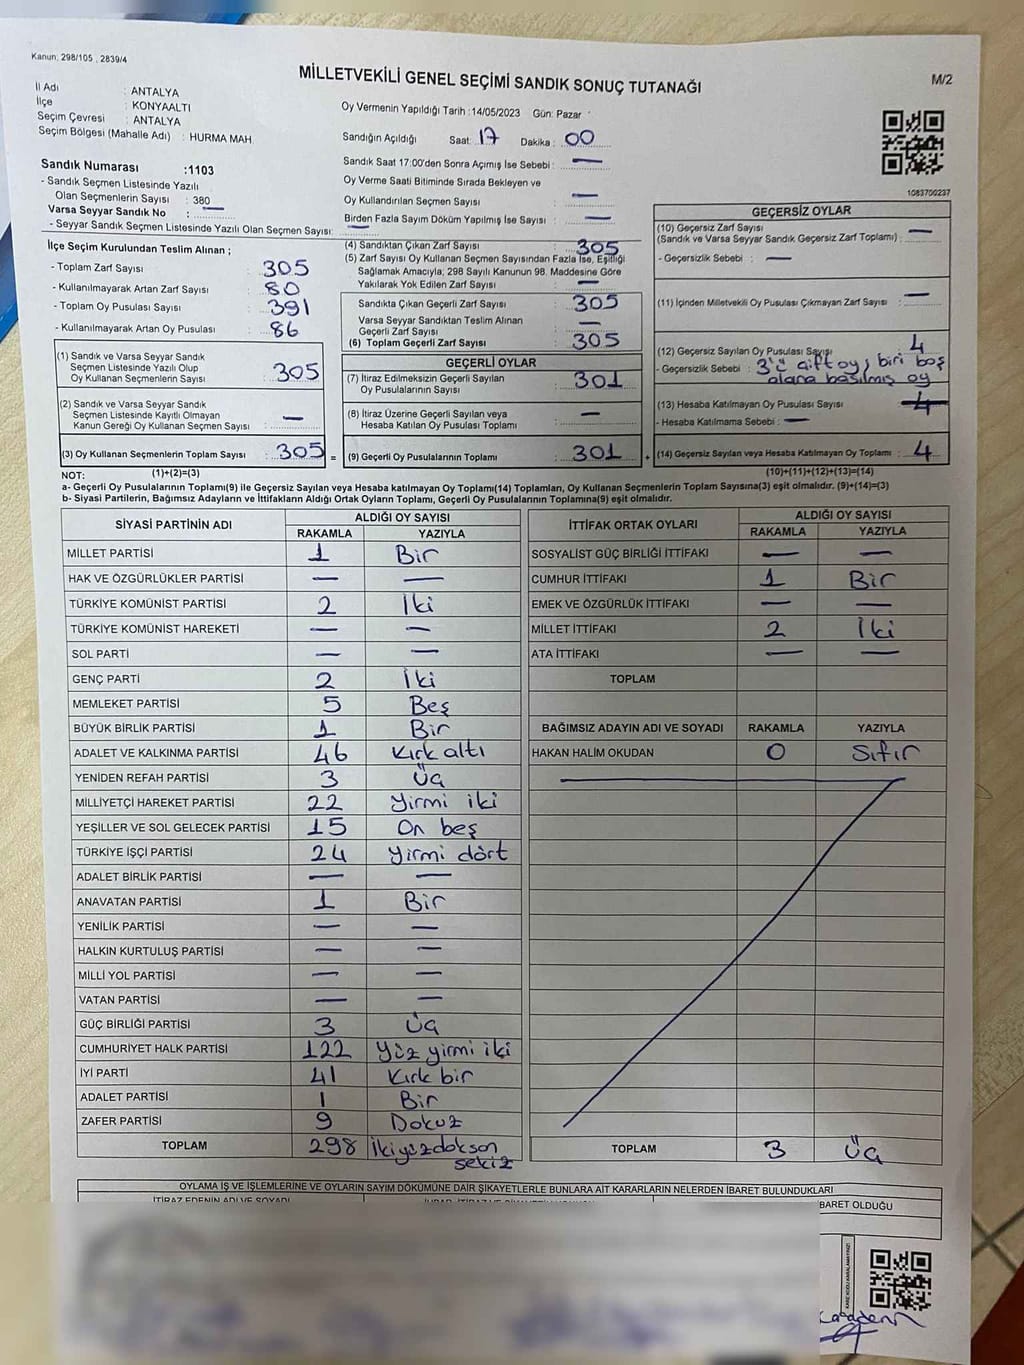 Kanun; 298/105 , 2839/4
MİLLETVEKİLİ GENEL SEÇİMİ SANDIK SONUÇ TUTANAĞI
M/2
İl Adı : ANTALYA
İlçe : KONYAALTI
Seçim Çevresi : ANTALYA
Seçim Bölgesi (Mahalle Adı) : HURMA MAH
Oy Vermenin Yapıldığı Tarih :14/05/2023 Gün: Pazar
Sandığın Açıldığı Saat: 17 Dakika : 00
Sandık Saat 17:00'den Sonra Açımış İse Sebebi : —
Oy Verme Saati Bitiminde Sırada Bekleyen ve
Oy Kullandırılan Seçmen Sayısı : —
Birden Fazla Sayım Döküm Yapılmış İse Sayısı : —
1083700237
Sandık Numarası :1103
- Sandık Seçmen Listesinde Yazılı
Olan Seçmenlerin Sayısı : 380
Varsa Seyyar Sandık No : —
- Seyyar Sandık Seçmen Listesinde Yazılı Olan Seçmen Sayısı: —
İlçe Seçim Kurulundan Teslim Alınan ;
- Toplam Zarf Sayısı : 305
- Kullanılmayarak Artan Zarf Sayısı : 80
- Toplam Oy Pusulası Sayısı : 391
- Kullanılmayarak Artan Oy Pusulası : 86
(1) Sandık ve Varsa Seyyar Sandık
Seçmen Listesinde Yazılı Olup
Oy Kullanan Seçmenlerin Sayısı : 305
(2) Sandık ve Varsa Seyyar Sandık
Seçmen Listesinde Kayıtlı Olmayan
Kanun Gereği Oy Kullanan Seçmen Sayısı : —
(3) Oy Kullanan Seçmenlerin Toplam Sayısı : 305 =
(4) Sandıktan Çıkan Zarf Sayısı : 305
(5) Zarf Sayısı Oy Kullanan Seçmen Sayısından Fazla İse, Eşitliği
Sağlamak Amacıyla; 298 Sayılı Kanunun 98. Maddesine Göre
Yakılarak Yok Edilen Zarf Sayısı : —
Sandıkta Çıkan Geçerli Zarf Sayısı : 305
Varsa Seyyar Sandıktan Teslim Alınan
Geçerli Zarf Sayısı : —
(6) Toplam Geçerli Zarf Sayısı : 305
GEÇERLİ OYLAR
(7) İtiraz Edilmeksizin Geçerli Sayılan
Oy Pusulalarının Sayısı : 301
(8) İtiraz Üzerine Geçerli Sayılan veya
Hesaba Katılan Oy Pusulası Toplamı : —
(9) Geçerli Oy Pusulalarının Toplamı : 301 +
GEÇERSİZ OYLAR
(10) Geçersiz Zarf Sayısı
(Sandık ve Varsa Seyyar Sandık Geçersiz Zarf Toplamı) : —
- Geçersizlik Sebebi : —
(11) İçinden Milletvekili Oy Pusulası Çıkmayan Zarf Sayısı : —
(12) Geçersiz Sayılan Oy Pusulası Sayısı : 4
- Geçersizlik Sebebi : 3'ü çift oy, biri boş
alana basılmış oy
(13) Hesaba Katılmayan Oy Pusulası Sayısı : 4
- Hesaba Katılmama Sebebi : —
(14) Geçersiz Sayılan veya Hesaba Katılmayan Oy Toplamı : 4
NOT: (1)+(2)=(3)
(10)+(11)+(12)+(13)=(14)
a- Geçerli Oy Pusulalarının Toplamı(9) ile Geçersiz Sayılan veya Hesaba katılmayan Oy Toplamı(14) Toplamları, Oy Kullanan Seçmenlerin Toplam Sayısına(3) eşit olmalıdır. (9)+(14)=(3)
b- Siyasi Partilerin, Bağımsız Adayların ve İttifakların Aldığı Ortak Oyların Toplamı, Geçerli Oy Pusulalarının Toplamına(9) eşit olmalıdır.
SİYASİ PARTİNİN ADI ALDIĞI OY SAYISI
RAKAMLA YAZIYLA
MİLLET PARTİSİ 1 Bir
HAK VE ÖZGÜRLÜKLER PARTİSİ — —
TÜRKİYE KOMÜNİST PARTİSİ 2 İki
TÜRKİYE KOMÜNİST HAREKETİ — —
SOL PARTİ — —
GENÇ PARTİ 2 İki
MEMLEKET PARTİSİ 5 Beş
BÜYÜK BİRLİK PARTİSİ 1 Bir
ADALET VE KALKINMA PARTİSİ 46 Kırk altı
YENİDEN REFAH PARTİSİ 3 Üç
MİLLİYETÇİ HAREKET PARTİSİ 22 Yirmi iki
YEŞİLLER VE SOL GELECEK PARTİSİ 15 On beş
TÜRKİYE İŞÇİ PARTİSİ 24 Yirmi dört
ADALET BİRLİK PARTİSİ — —
ANAVATAN PARTİSİ 1 Bir
YENİLİK PARTİSİ — —
HALKIN KURTULUŞ PARTİSİ — —
MİLLİ YOL PARTİSİ — —
VATAN PARTİSİ — —
GÜÇ BİRLİĞİ PARTİSİ 3 Üç
CUMHURİYET HALK PARTİSİ 122 Yüz yirmi iki
İYİ PARTİ 41 Kırk bir
ADALET PARTİSİ 1 Bir
ZAFER PARTİSİ 9 Dokuz
TOPLAM 298 İkiyüzdoksan
sekiz
İTTİFAK ORTAK OYLARI ALDIĞI OY SAYISI
RAKAMLA YAZIYLA
SOSYALİST GÜÇ BİRLİĞİ İTTİFAKI — —
CUMHUR İTTİFAKI 1 Bir
EMEK VE ÖZGÜRLÜK İTTİFAKI — —
MİLLET İTTİFAKI 2 İki
ATA İTTİFAKI — —
TOPLAM
BAĞIMSIZ ADAYIN ADI VE SOYADI RAKAMLA YAZIYLA
HAKAN HALİM OKUDAN 0 Sıfır
TOPLAM 3 Üç
OYLAMA İŞ VE İŞLEMLERİNE VE OYLARIN SAYIM DÖKÜMÜNE DAİR ŞİKAYETLERLE BUNLARA AİT KARARLARIN NELERDEN İBARET BULUNDUKLARI
İTİRAZ EDENİN ADI VE SOYADI
BARET OLDUĞU